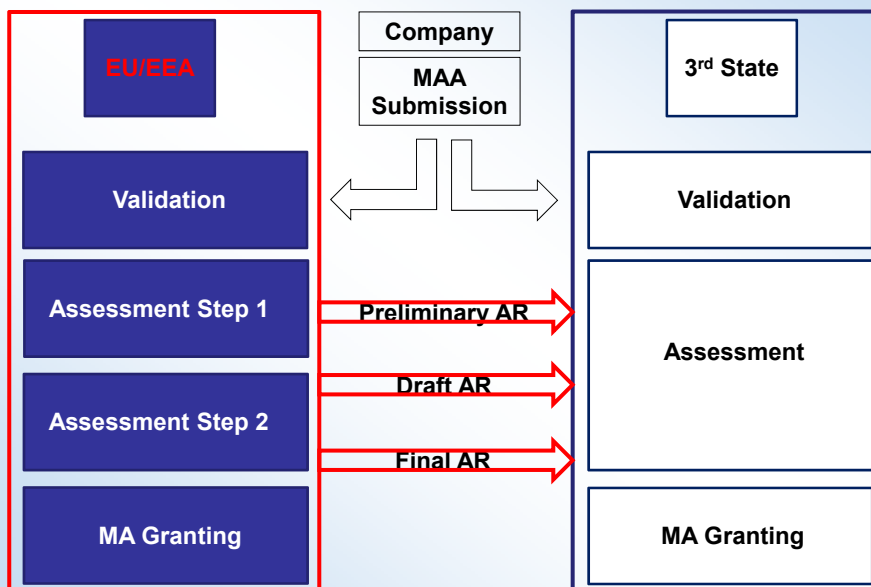 EU/EEA
Company
MAA
Submission
3rd State
Validation
Validation
Assessment Step 1
Preliminary AR
Assessment
Draft AR
Assessment Step 2
Final AR
MA Granting
MA Granting